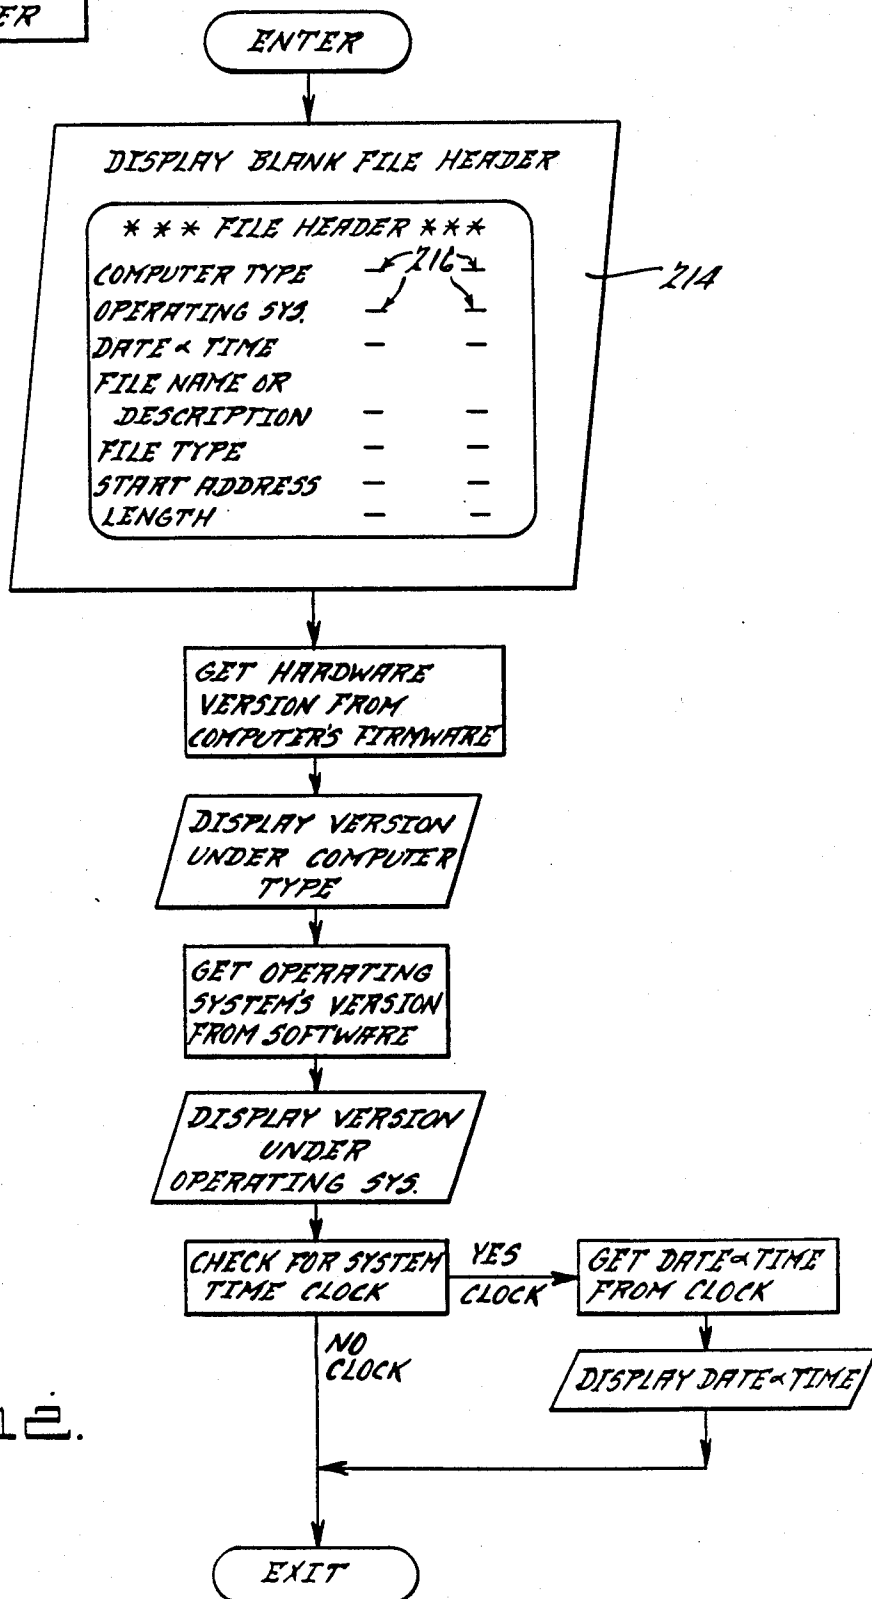 ER
ENTER
DISPLAY BLANK FILE HEADER
* * * FILE HEADER * * *
COMPUTER TYPE — 216 —
OPERATING SYS. — —
DATE & TIME — —
FILE NAME OR
DESCRIPTION — —
FILE TYPE — —
START ADDRESS — —
LENGTH — —
214
GET HARDWARE
VERSION FROM
COMPUTER'S FIRMWARE
DISPLAY VERSION
UNDER COMPUTER
TYPE
GET OPERATING
SYSTEM'S VERSION
FROM SOFTWARE
DISPLAY VERSION
UNDER
OPERATING SYS.
CHECK FOR SYSTEM
TIME CLOCK
YES
CLOCK
GET DATE & TIME
FROM CLOCK
NO
CLOCK
DISPLAY DATE & TIME
12.
EXIT